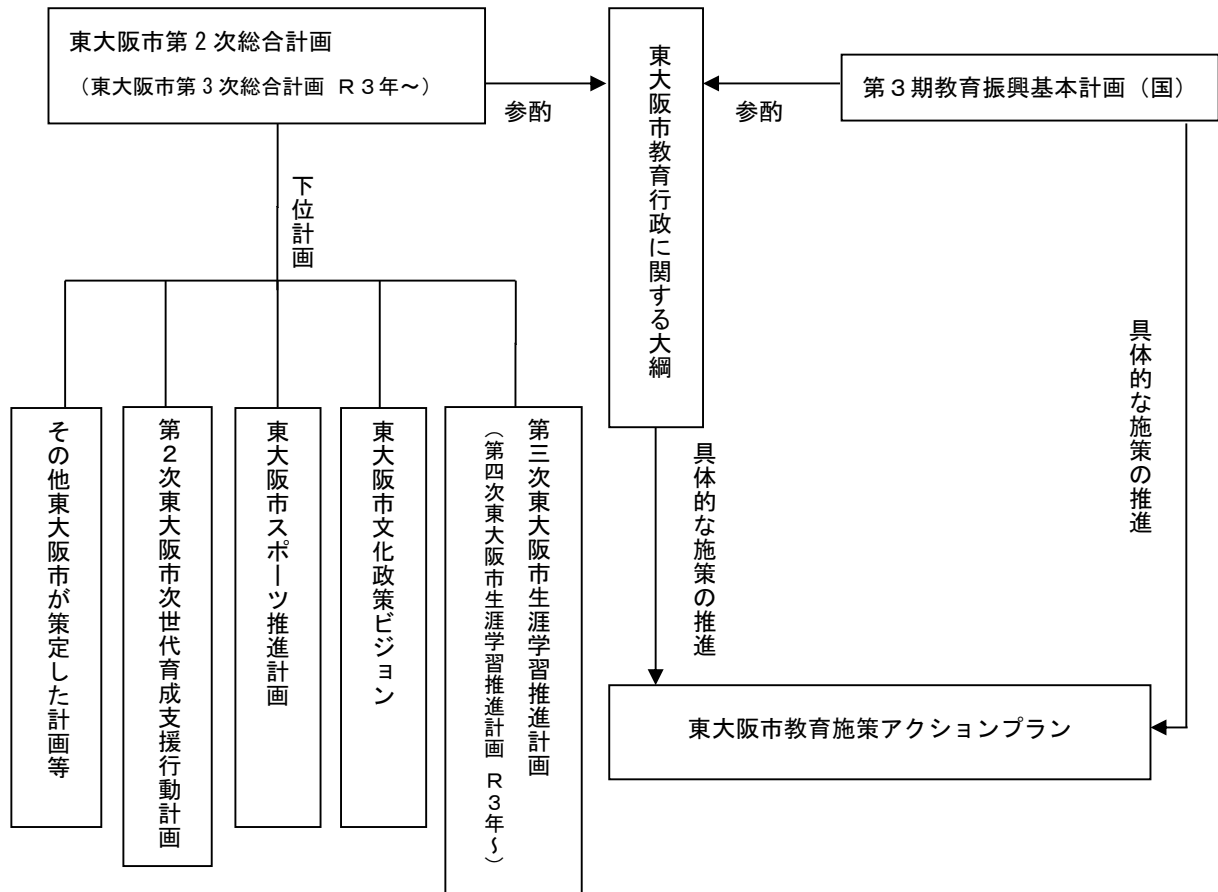 東大阪市第2次総合計画
（東大阪市第3次総合計画 R3年～）
参酌
東大阪市教育行政に関する大綱
参酌
第3期教育振興基本計画（国）
下位計画
その他東大阪市が策定した計画等
第2次東大阪市次世代育成支援行動計画
東大阪市スポーツ推進計画
東大阪市文化政策ビジョン
第三次東大阪市生涯学習推進計画
（第四次東大阪市生涯学習推進計画 R3年～）
具体的な施策の推進
具体的な施策の推進
東大阪市教育施策アクションプラン